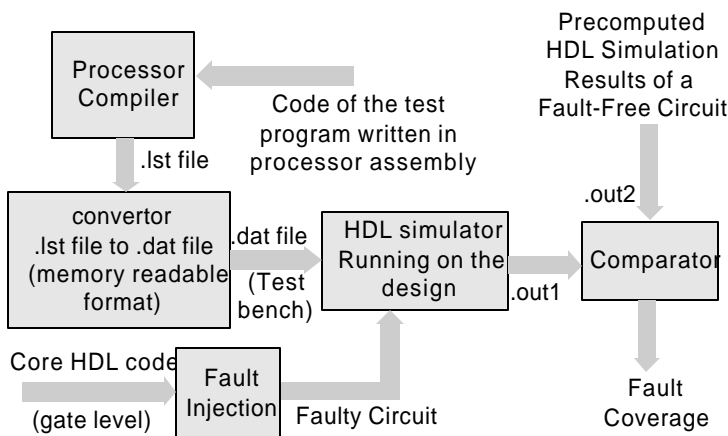 Processor
Compiler
Code of the test
program written in
processor assembly
Precomputed
HDL Simulation
Results of a
Fault-Free Circuit
.lst file
.out2
convertor
.lst file to .dat file
(memory readable
format)
.dat file
(Test
bench)
HDL simulator
Running on the
design
.out1
Comparator
Core HDL code
(gate level)
Fault
Injection
Faulty Circuit
Fault
Coverage